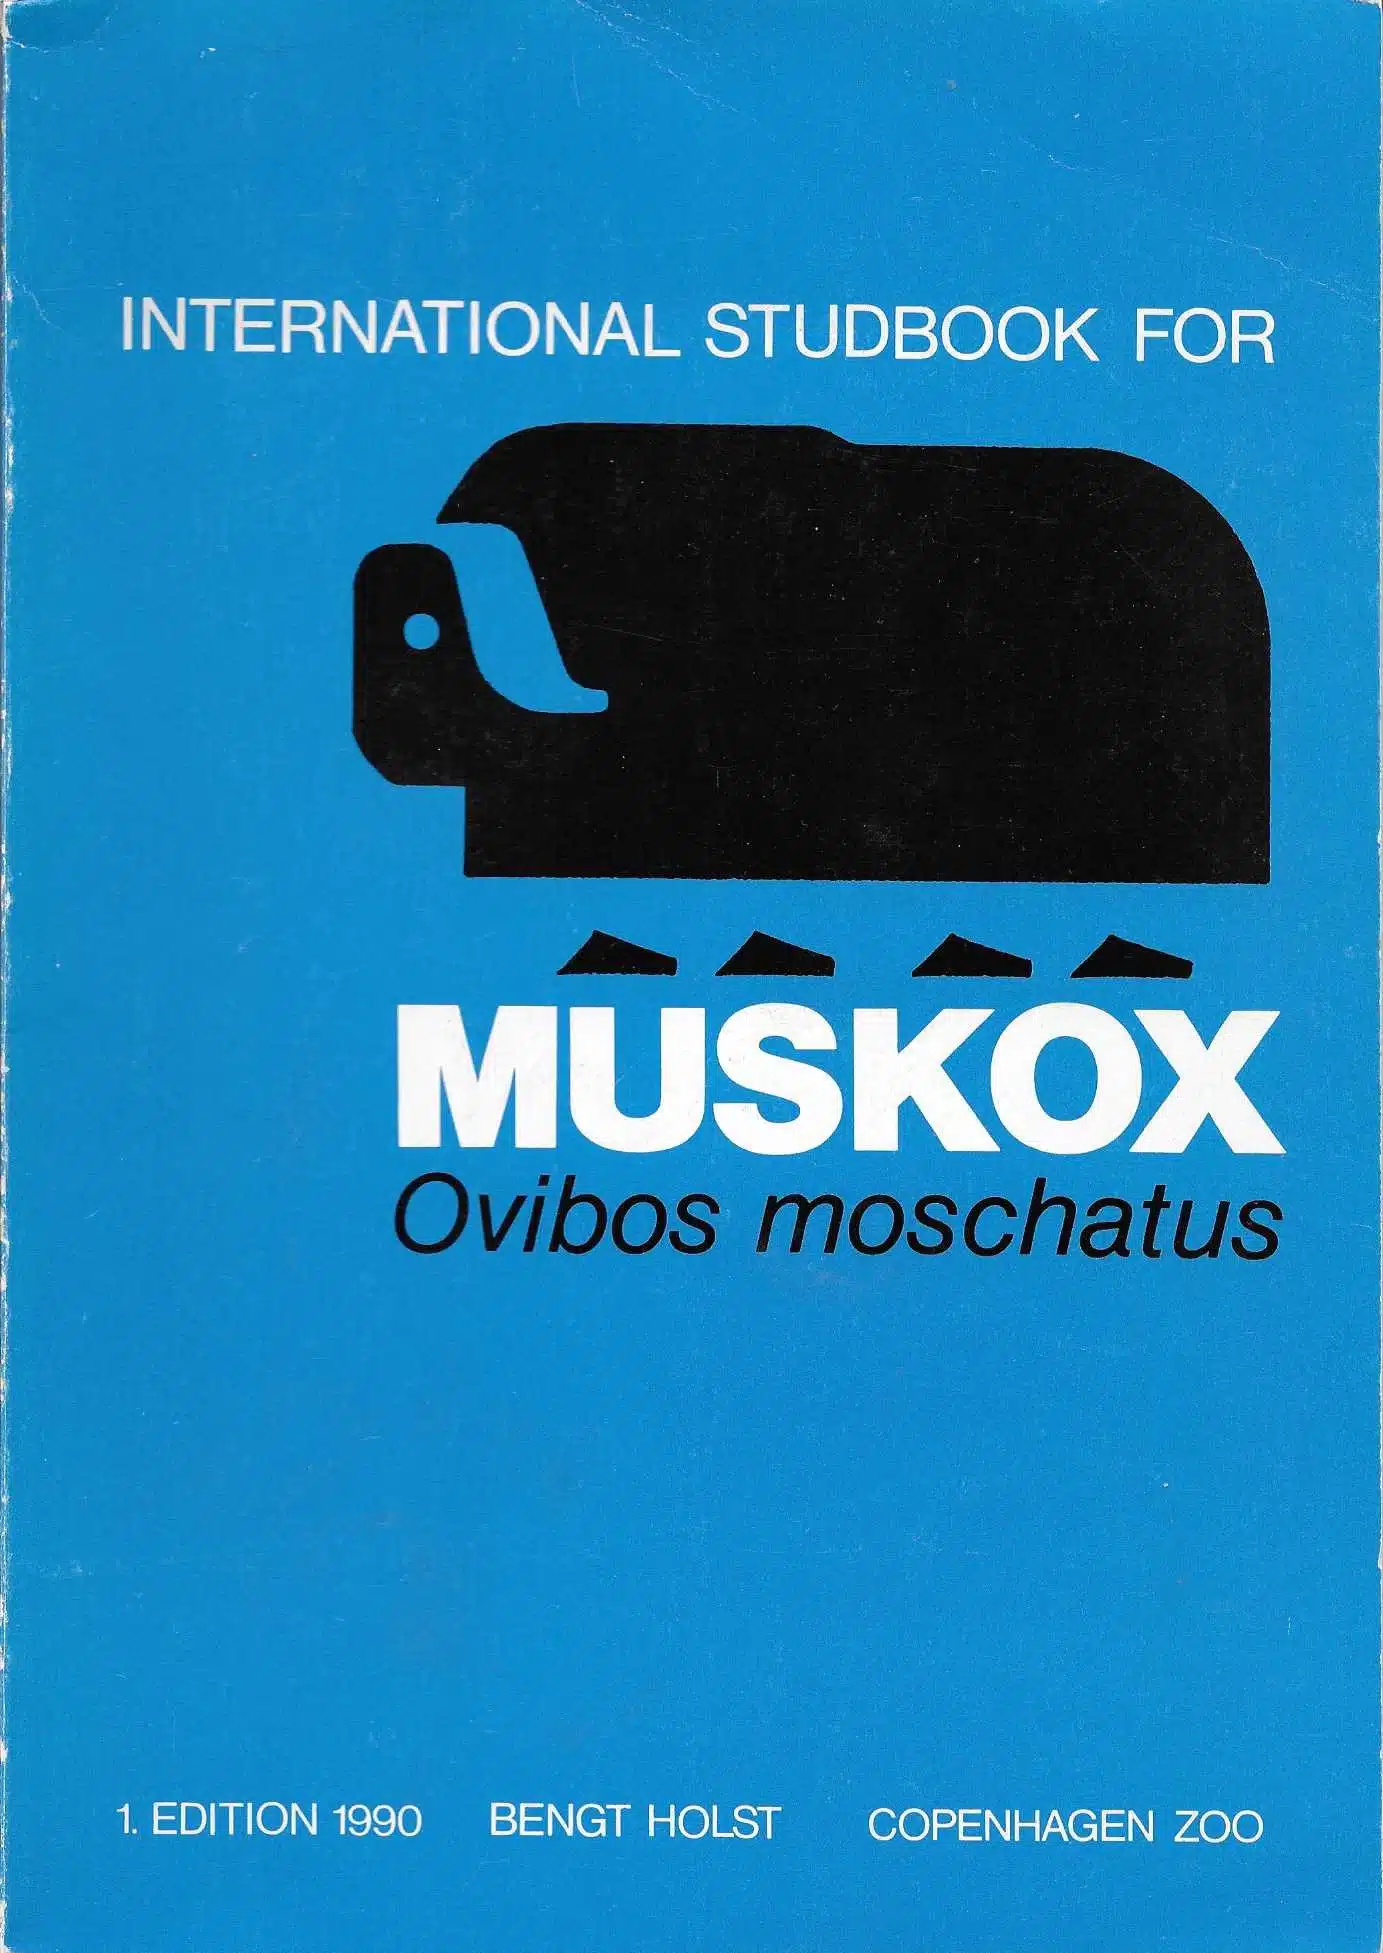 INTERNATIONAL STUDBOOK FOR
MUSKOX
Ovibos moschatus
1. EDITION 1990 BENGT HOLST COPENHAGEN ZOO